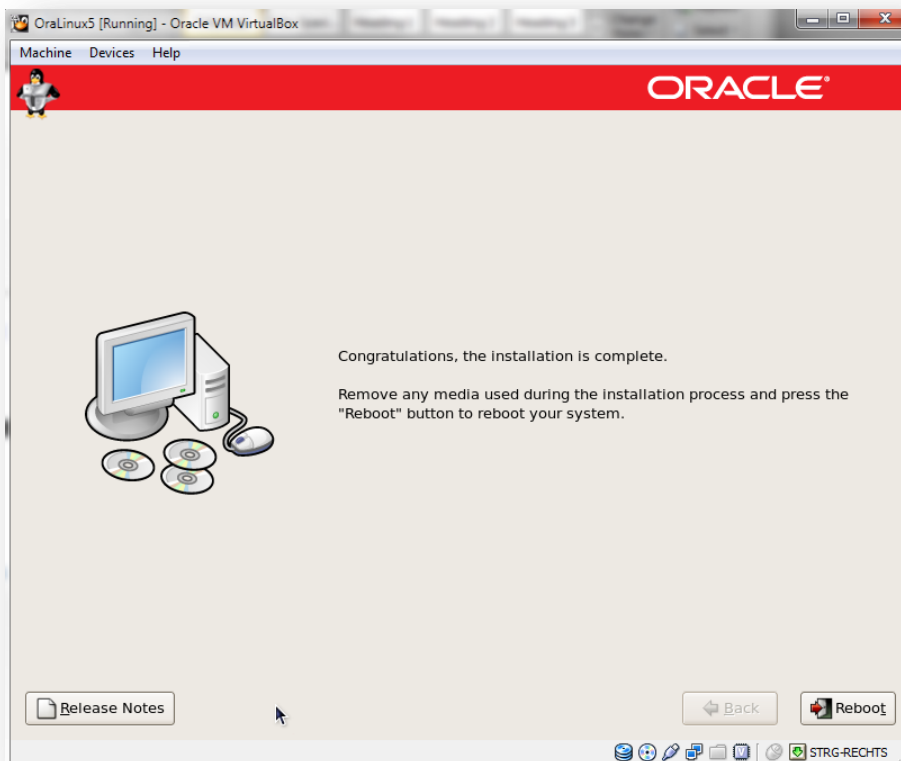 OraLinux5 [Running] - Oracle VM VirtualBox
Machine Devices Help
ORACLE®
Congratulations, the installation is complete.
Remove any media used during the installation process and press the
"Reboot" button to reboot your system.
Release Notes
Back
Reboot
STRG-RECHTS